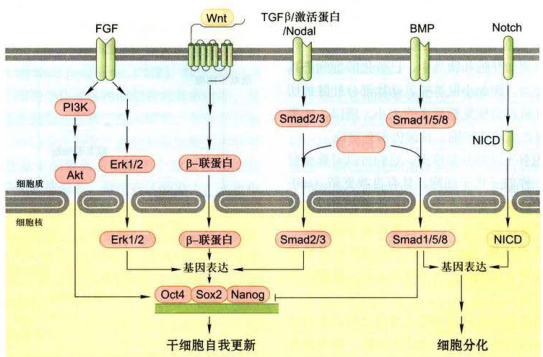 FGF
Wnt
TGFβ/激活蛋白
/Nodal
BMP
Notch
PI3K
Smad2/3
Smad1/5/8
NICD
Akt
Erk1/2
β-联蛋白
细胞质
细胞核
Erk1/2
β-联蛋白
Smad2/3
Smad1/5/8
NICD
基因表达
基因表达
Oct4 Sox2 Nanog
干细胞自我更新
细胞分化